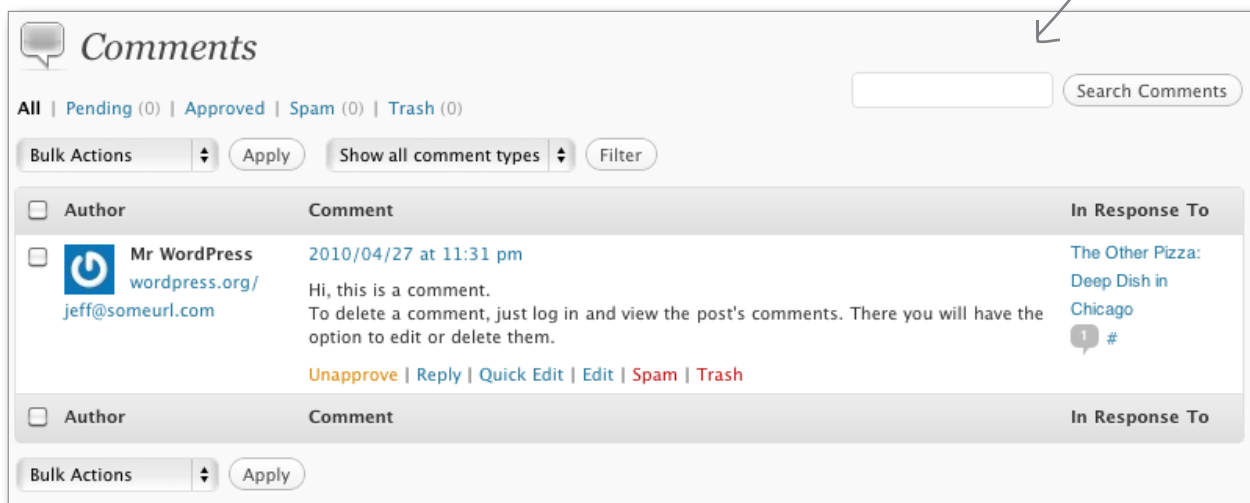 Comments
Search Comments
All | Pending (0) | Approved | Spam (0) | Trash (0)
Bulk Actions Apply Show all comment types Filter
Author Comment In Response To
Mr WordPress 2010/04/27 at 11:31 pm The Other Pizza:
wordpress.org/ Hi, this is a comment. Deep Dish in
jeff@someurl.com To delete a comment, just log in and view the post's comments. There you will have the Chicago
option to edit or delete them. 1 #
Unapprove | Reply | Quick Edit | Edit | Spam | Trash
Author Comment In Response To
Bulk Actions Apply